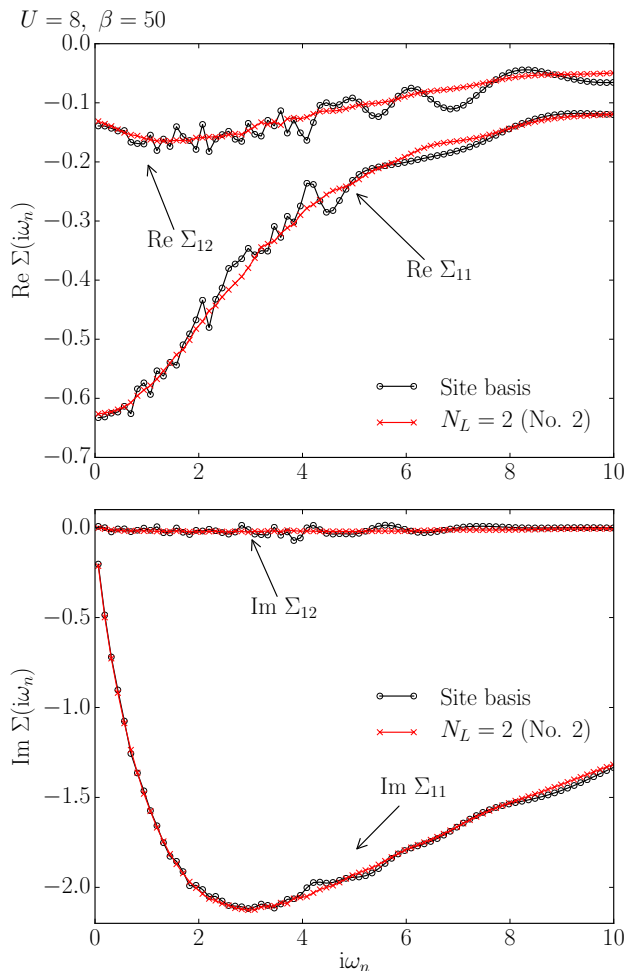 U = 8, β = 50
0.0
−0.1
−0.2
−0.3
−0.4
−0.5
−0.6
−0.7
Re Σ(iωₙ)
Re Σ₁₂
Re Σ₁₁
Site basis
N_L = 2 (No. 2)
0 2 4 6 8 10
0.0
−0.5
−1.0
−1.5
−2.0
Im Σ(iωₙ)
Im Σ₁₂
Site basis
N_L = 2 (No. 2)
Im Σ₁₁
0 2 4 6 8 10
iωₙ